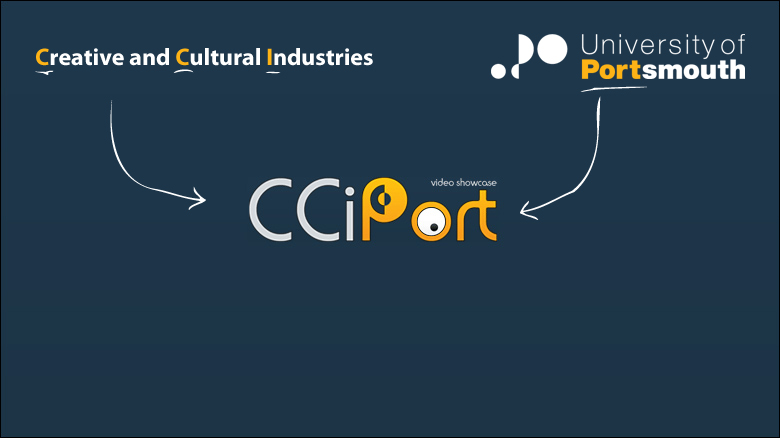 Creative and Cultural Industries
University of
Portsmouth
video showcase
CCiPort